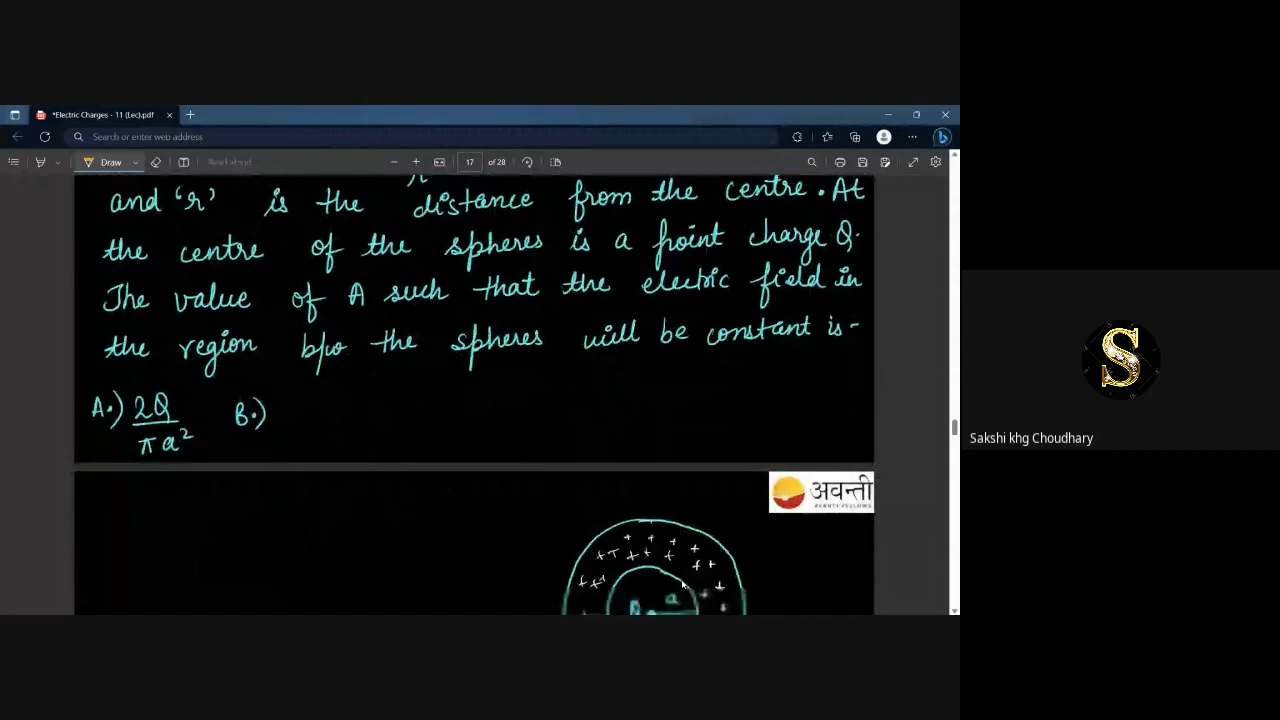 *Electric Charges - 11 (Lec).pdf
Search or enter web address
Draw
Read aloud
17 of 28
and 'r' is the distance from the centre. At
the centre of the spheres is a point charge Q.
The value of A such that the electric field in
the region b/w the spheres will be constant is -
A.) 2Q/πa² B.)
अवन्ती
AVANTI FELLOWS
a
S
Sakshi khg Choudhary